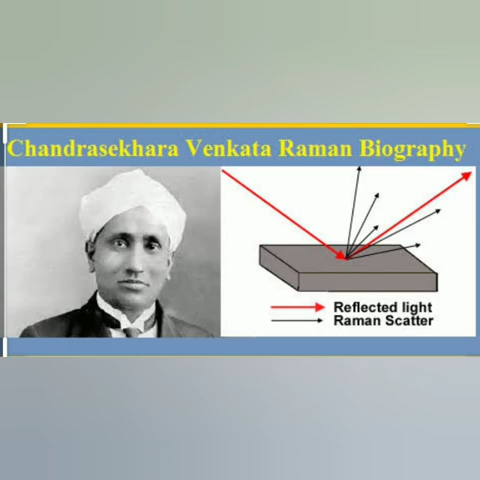 Chandrasekhara Venkata Raman Biography
Reflected light
Raman Scatter